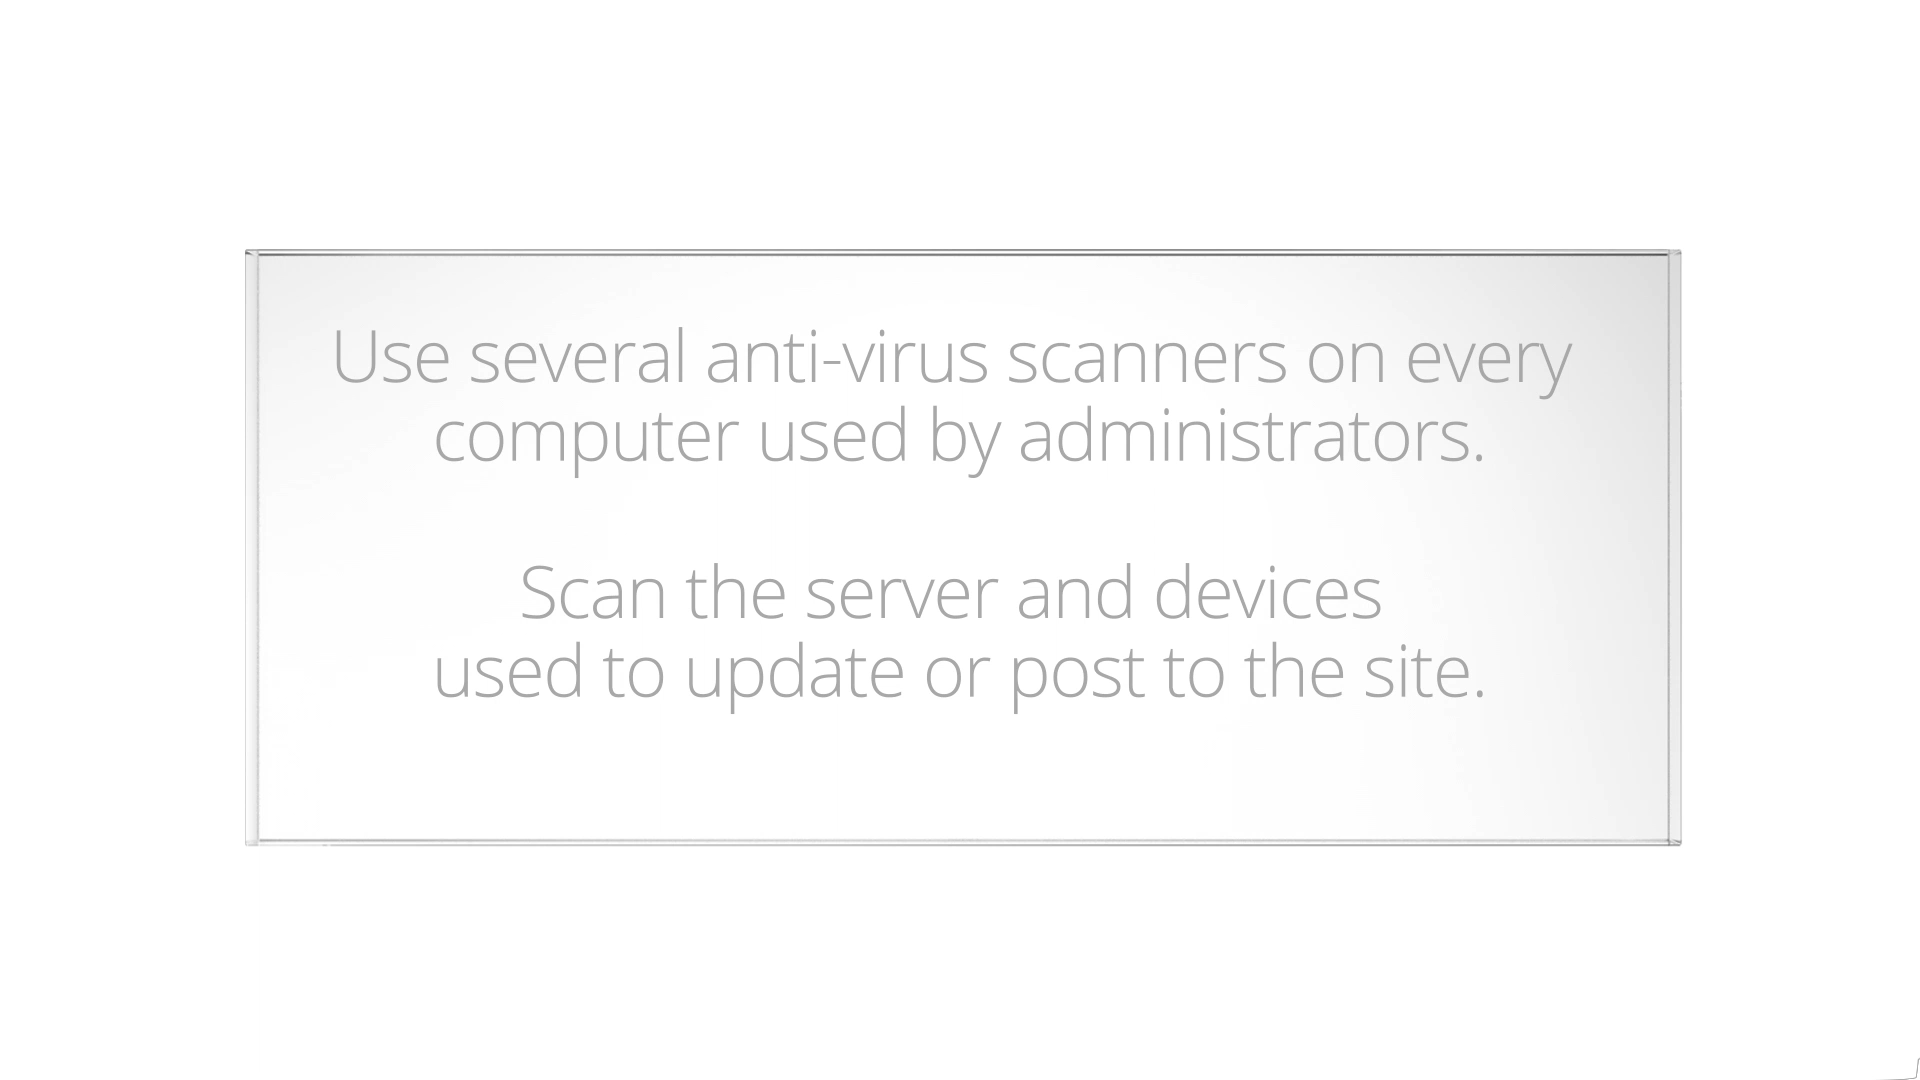 Use several anti-virus scanners on every
computer used by administrators.
Scan the server and devices
used to update or post to the site.